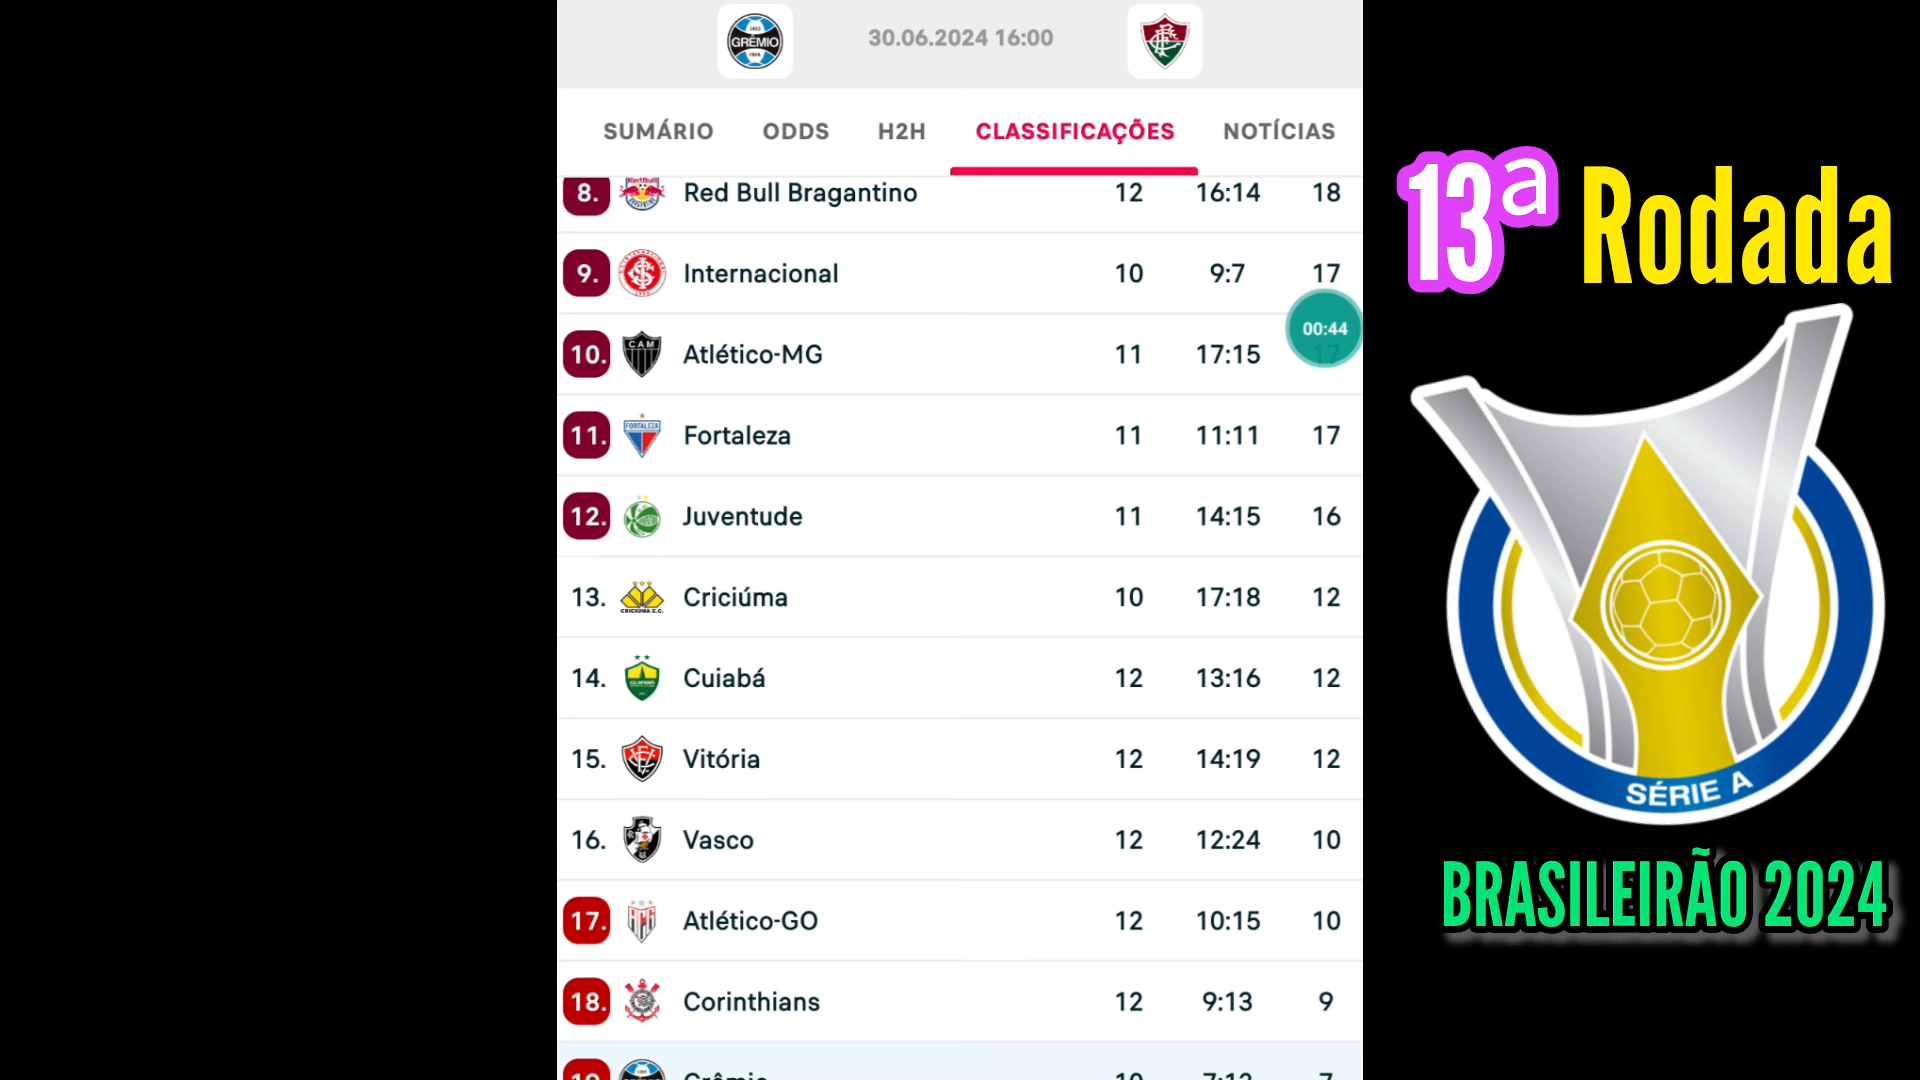 GRÊMIO
30.06.2024 16:00
SUMÁRIO ODDS H2H CLASSIFICAÇÕES NOTÍCIAS
8. Red Bull Bragantino 12 16:14 18
9. Internacional 10 9:7 17
00:44
10. CAM Atlético-MG 11 17:15 17
11. FORTALEZA Fortaleza 11 11:11 17
12. Juventude 11 14:15 16
13. CRICIÚMA E.C. Criciúma 10 17:18 12
14. Cuiabá 12 13:16 12
15. Vitória 12 14:19 12
16. Vasco 12 12:24 10
17. Atlético-GO 12 10:15 10
18. Corinthians 12 9:13 9
13ª Rodada
SÉRIE A
BRASILEIRÃO 2024